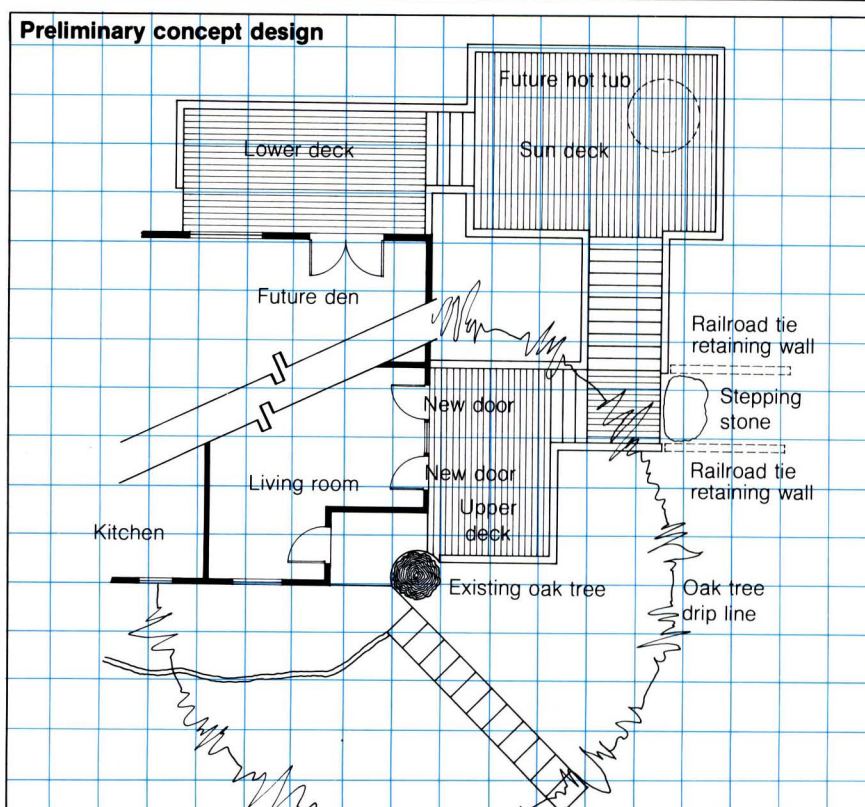 Preliminary concept design
Future hot tub
Lower deck
Sun deck
Future den
Railroad tie
retaining wall
New door
Stepping
stone
New door
Living room
Railroad tie
retaining wall
Upper
deck
Kitchen
Existing oak tree
Oak tree
drip line